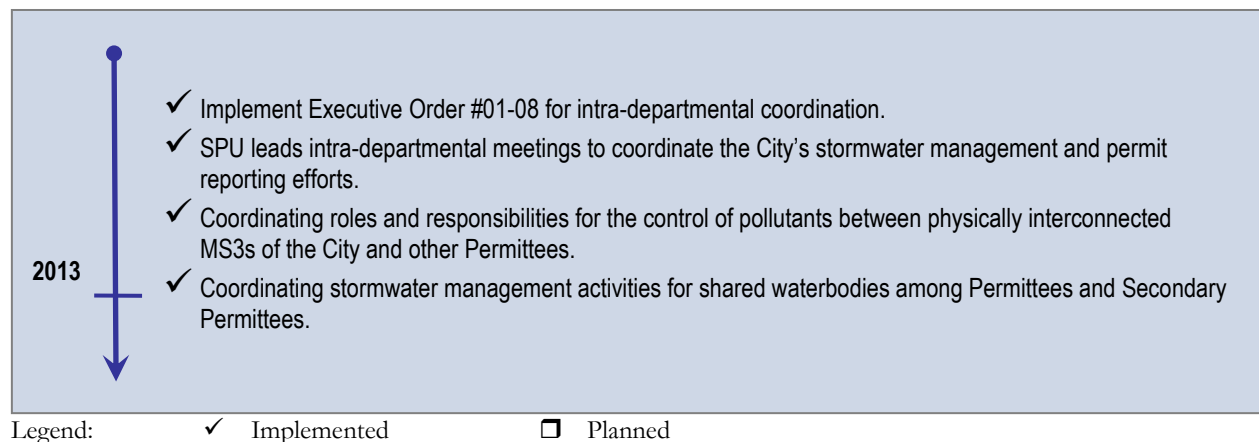 ✓ Implement Executive Order #01-08 for intra-departmental coordination.
✓ SPU leads intra-departmental meetings to coordinate the City's stormwater management and permit
reporting efforts.
✓ Coordinating roles and responsibilities for the control of pollutants between physically interconnected
MS3s of the City and other Permittees.
2013
✓ Coordinating stormwater management activities for shared waterbodies among Permittees and Secondary
Permittees.
Legend: ✓ Implemented ❒ Planned